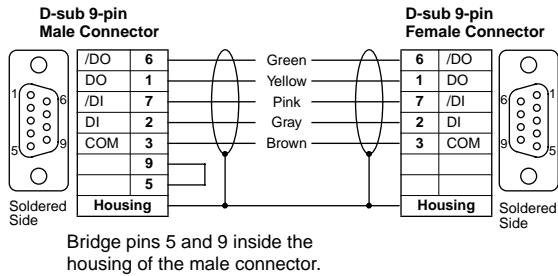 D-sub 9-pin
Male Connector
D-sub 9-pin
Female Connector
/DO 6 Green 6 /DO
DO 1 Yellow 1 DO
/DI 7 Pink 7 /DI
DI 2 Gray 2 DI
COM 3 Brown 3 COM
9
5
Housing Housing
1 6
5 9
6 1
9 5
Soldered
Side
Soldered
Side
Bridge pins 5 and 9 inside the
housing of the male connector.